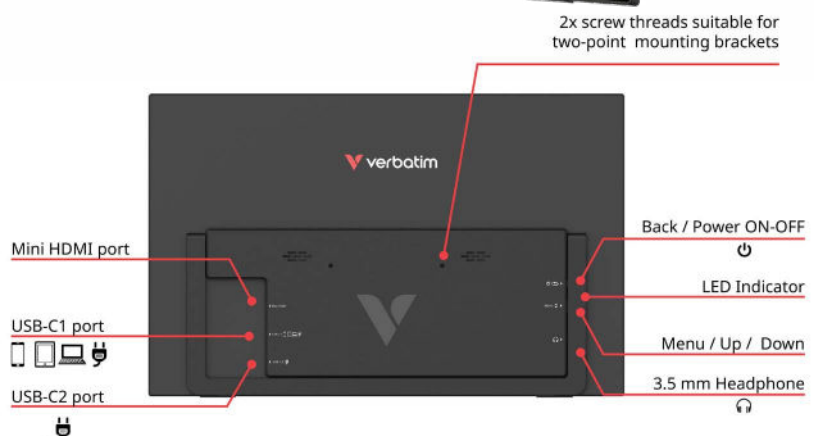 2x screw threads suitable for
two-point mounting brackets
verbatim
Mini HDMI port
USB-C1 port
USB-C2 port
Back / Power ON-OFF
LED Indicator
Menu / Up / Down
3.5 mm Headphone